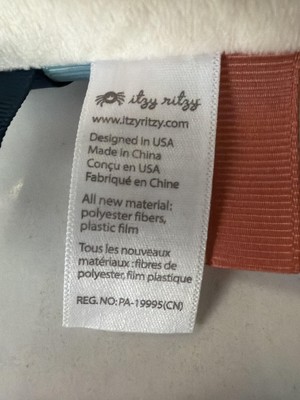 itzy ritzy
www.itzyritzy.com
Designed in USA
Made in China
Conçu en USA
Fabriqué en Chine
All new material:
polyester fibers,
plastic film
Tous les nouveaux
matériaux :fibres de
polyester, film plastique
REG. NO: PA-19995(CN)